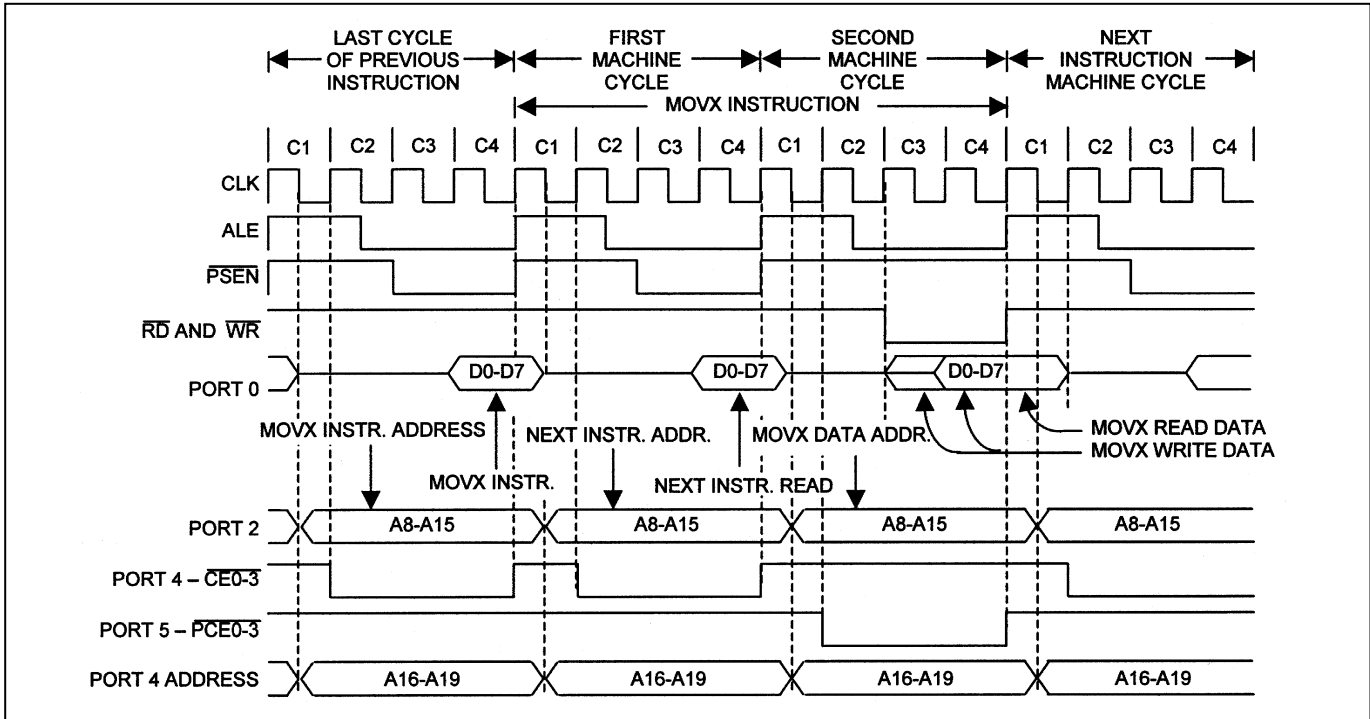 LAST CYCLE
OF PREVIOUS
INSTRUCTION
FIRST
MACHINE
CYCLE
SECOND
MACHINE
CYCLE
NEXT
INSTRUCTION
MACHINE CYCLE
MOVX INSTRUCTION
C1 C2 C3 C4 C1 C2 C3 C4 C1 C2 C3 C4 C1 C2 C3 C4
CLK
ALE
PSEN
RD AND WR
PORT 0 D0-D7 D0-D7 D0-D7
MOVX INSTR. ADDRESS NEXT INSTR. ADDR. MOVX DATA ADDR. MOVX READ DATA
MOVX WRITE DATA
MOVX INSTR. NEXT INSTR. READ
PORT 2 A8-A15 A8-A15 A8-A15 A8-A15
PORT 4 – CE0-3
PORT 5 – PCE0-3
PORT 4 ADDRESS A16-A19 A16-A19 A16-A19 A16-A19